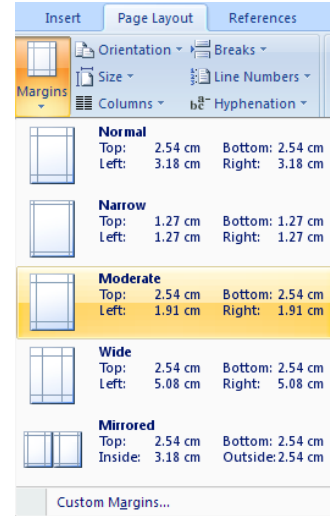 Insert Page Layout References
Orientation Breaks
Size Line Numbers
Margins
Columns Hyphenation
Normal
Top: 2.54 cm Bottom: 2.54 cm
Left: 3.18 cm Right: 3.18 cm
Narrow
Top: 1.27 cm Bottom: 1.27 cm
Left: 1.27 cm Right: 1.27 cm
Moderate
Top: 2.54 cm Bottom: 2.54 cm
Left: 1.91 cm Right: 1.91 cm
Wide
Top: 2.54 cm Bottom: 2.54 cm
Left: 5.08 cm Right: 5.08 cm
Mirrored
Top: 2.54 cm Bottom: 2.54 cm
Inside: 3.18 cm Outside: 2.54 cm
Custom Margins...